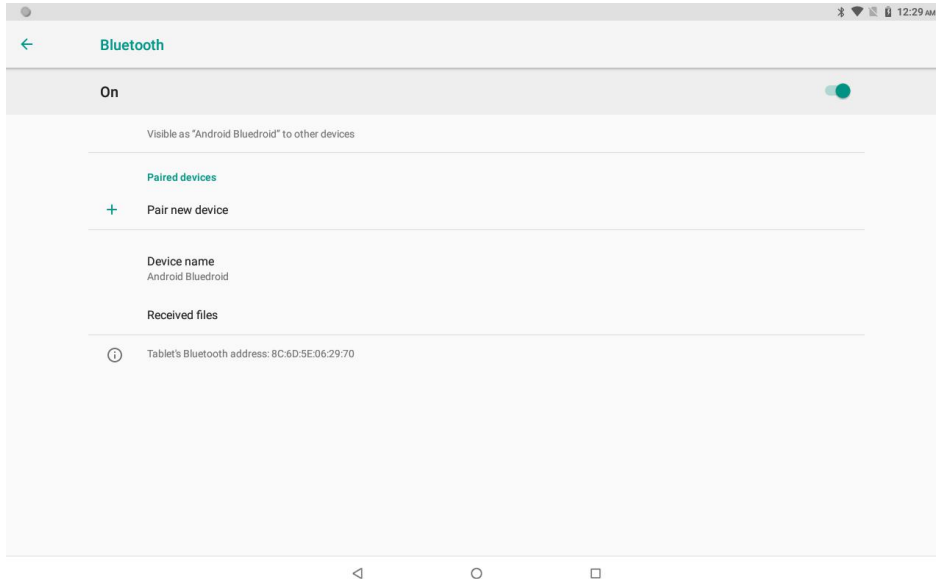 12:29 AM
Bluetooth
On
Visible as “Android Bluedroid” to other devices
Paired devices
+ Pair new device
Device name
Android Bluedroid
Received files
Tablet's Bluetooth address: 8C:6D:5E:06:29:70